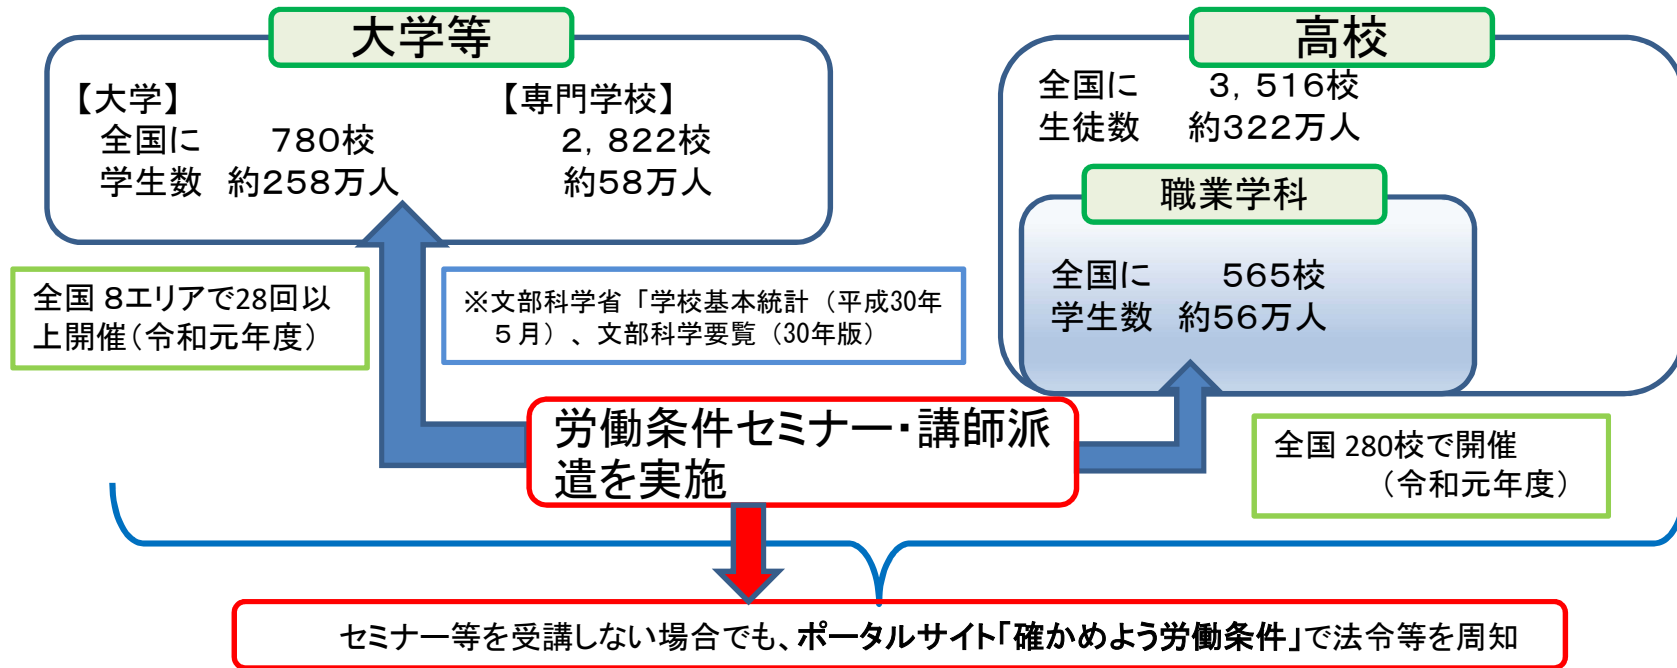 大学等
【大学】
全国に 780校
学生数 約258万人
【専門学校】
2,822校
約58万人
高校
全国に 3,516校
生徒数 約322万人
職業学科
全国に 565校
学生数 約56万人
全国 8エリアで28回以
上開催(令和元年度)
※文部科学省「学校基本統計(平成30年
5月)、文部科学要覧(30年版)
労働条件セミナー・講師派
遣を実施
全国 280校で開催
(令和元年度)
セミナー等を受講しない場合でも、ポータルサイト「確かめよう労働条件」で法令等を周知